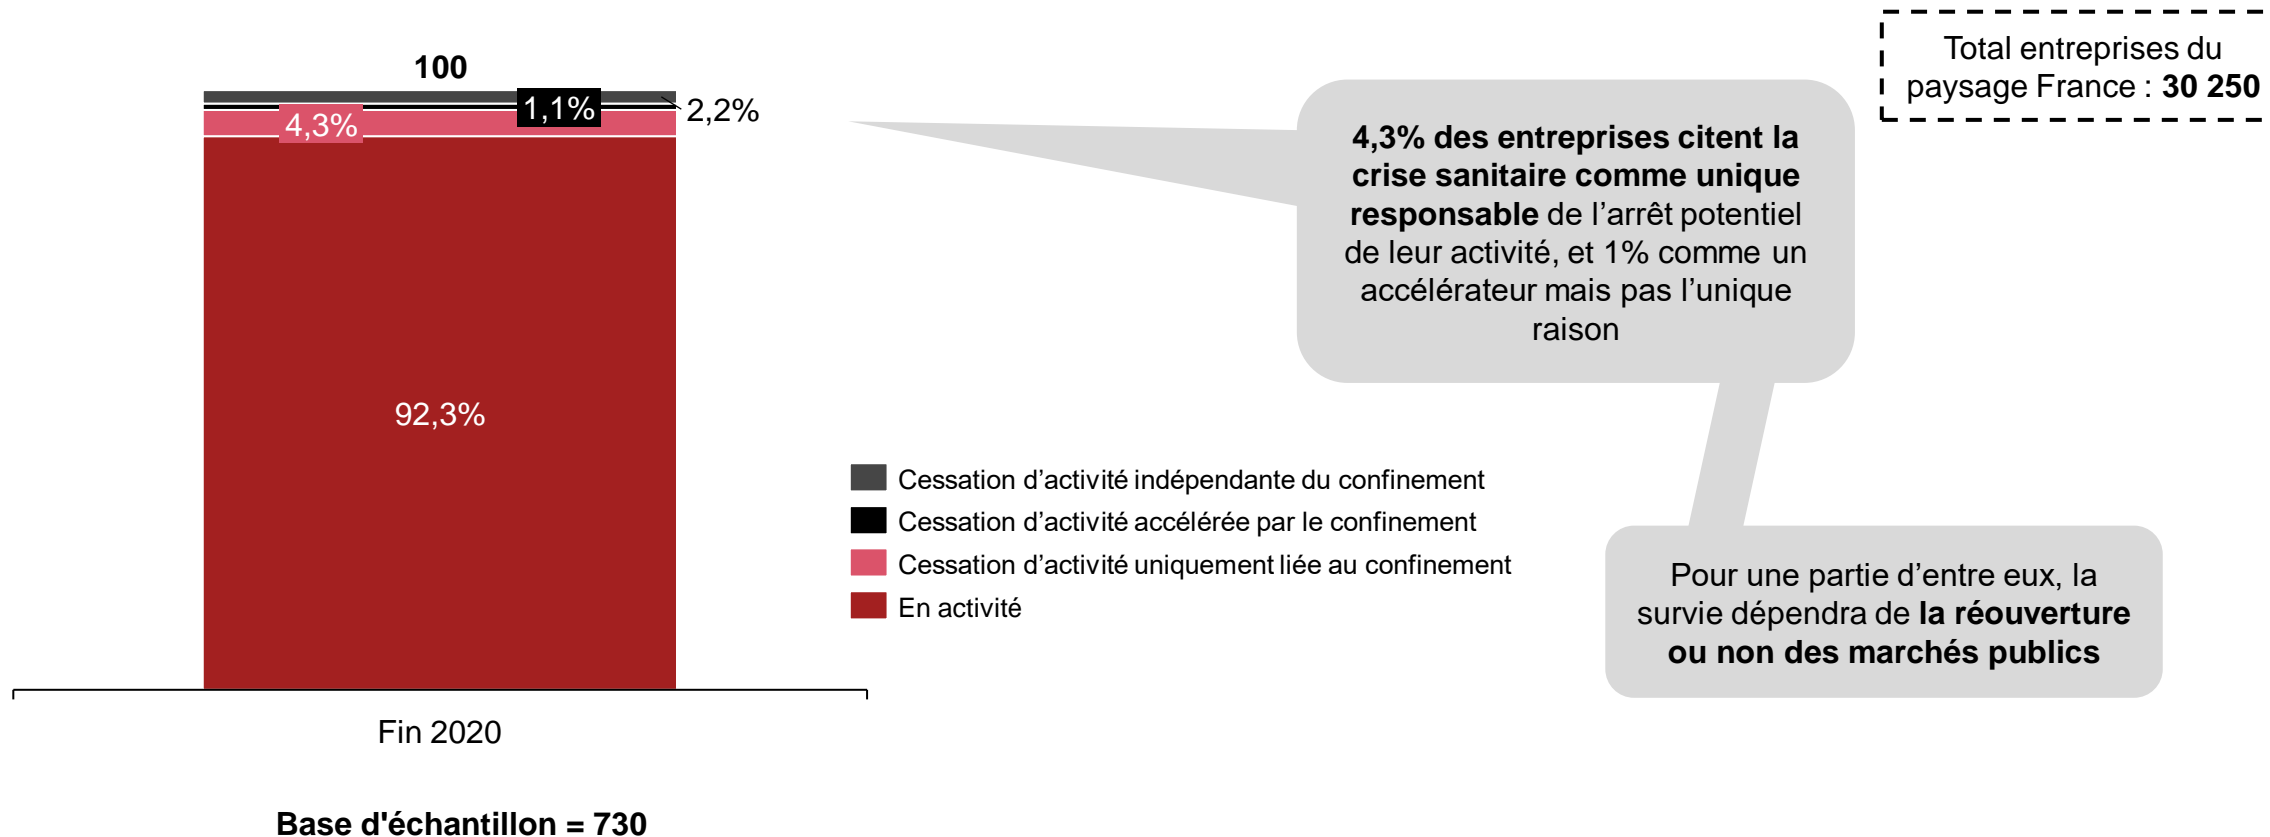 Total entreprises du
paysage France : 30 250
100
1,1%
2,2%
4,3%
92,3%
4,3% des entreprises citent la
crise sanitaire comme unique
responsable de l’arrêt potentiel
de leur activité, et 1% comme un
accélérateur mais pas l’unique
raison
Cessation d’activité indépendante du confinement
Cessation d’activité accélérée par le confinement
Cessation d’activité uniquement liée au confinement
En activité
Pour une partie d’entre eux, la
survie dépendra de la réouverture
ou non des marchés publics
Fin 2020
Base d'échantillon = 730